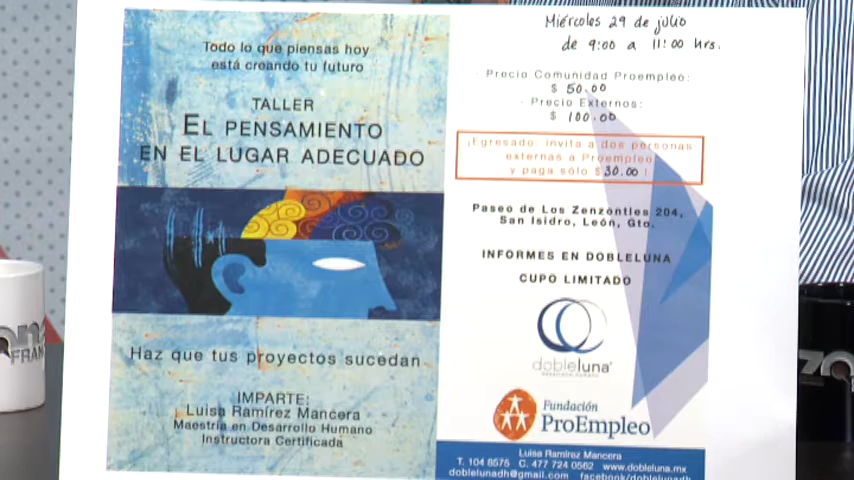 Todo lo que piensas hoy
está creando tu futuro
TALLER
EL PENSAMIENTO
EN EL LUGAR ADECUADO
Haz que tus proyectos sucedan
IMPARTE:
Luisa Ramírez Mancera
Maestría en Desarrollo Humano
Instructora Certificada
Miércoles 29 de julio
de 9:00 a 11:00 hrs.
· Precio Comunidad Proempleo:
$ 50.00
· Precio Externos:
$ 100.00
¡Egresado: invita a dos personas
externas a Proempleo
y paga sólo $30.00!
Paseo de Los Zenzontles 204,
San Isidro, León, Gto.
INFORMES EN DOBLELUNA
CUPO LIMITADO
dobleluna
Fundación
ProEmpleo
Luisa Ramírez Mancera
T. 104 8575 C. 477 724 0562 www.dobleluna.mx
doblelunadh@gmail.com facebook/doblelunadh
FRAN